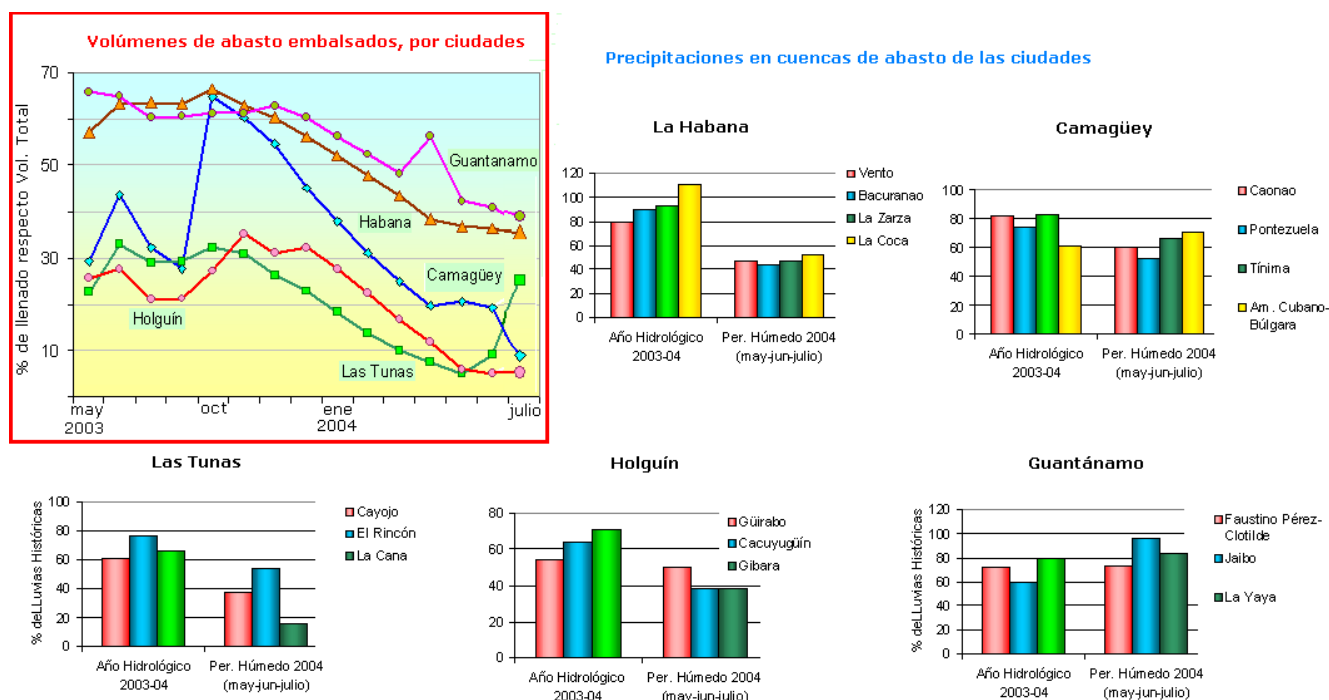 Volúmenes de abasto embalsados, por ciudades
% de llenado respecto Vol. Total
70
50
30
10
Guantanamo
Habana
Camagüey
Holguín
Las Tunas
may
2003
oct
ene
2004
julio
Precipitaciones en cuencas de abasto de las ciudades
La Habana
120
100
80
60
40
20
0
Año Hidrológico
2003-04
Per. Húmedo 2004
(may-jun-julio)
Vento
Bacuranao
La Zarza
La Coca
Camagüey
100
80
60
40
20
0
Año Hidrológico
2003-04
Per. Húmedo 2004
(may-jun-julio)
Caonao
Pontezuela
Tínima
Am. Cubano-
Búlgara
Las Tunas
% deLLuvias Históricas
100
80
60
40
20
0
Año Hidrológico
2003-04
Per. Húmedo 2004
(may-jun-julio)
Cayojo
El Rincón
La Cana
Holguín
80
60
40
20
0
Año Hidrológico
2003-04
Per. Húmedo 2004
(may-jun-julio)
Güirabo
Cacuyugüín
Gibara
Guantánamo
% deLLuvias Históricas
120
100
80
60
40
20
0
Año Hidrológico
2003-04
Per. Húmedo 2004
(may-jun-julio)
Faustino Pérez-
Clotilde
Jaibo
La Yaya